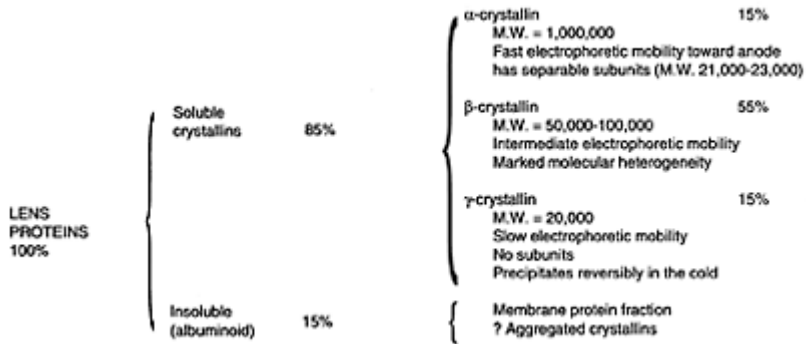 LENS
PROTEINS
100%
Soluble
crystallins 85%
α-crystallin 15%
M.W. = 1,000,000
Fast electrophoretic mobility toward anode
has separable subunits (M.W. 21,000-23,000)
β-crystallin 55%
M.W. = 50,000-100,000
Intermediate electrophoretic mobility
Marked molecular heterogeneity
γ-crystallin 15%
M.W. = 20,000
Slow electrophoretic mobility
No subunits
Precipitates reversibly in the cold
Insoluble
(albuminoid) 15%
Membrane protein fraction
? Aggregated crystallins